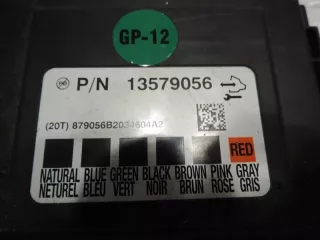 GP-12
P/N 13579056
(20T) 879056B2034604A2
RED
NATURAL BLUE GREEN BLACK BROWN PINK GRAY
NETUREL BLEU VERT NOIR BRUN ROSE GRIS